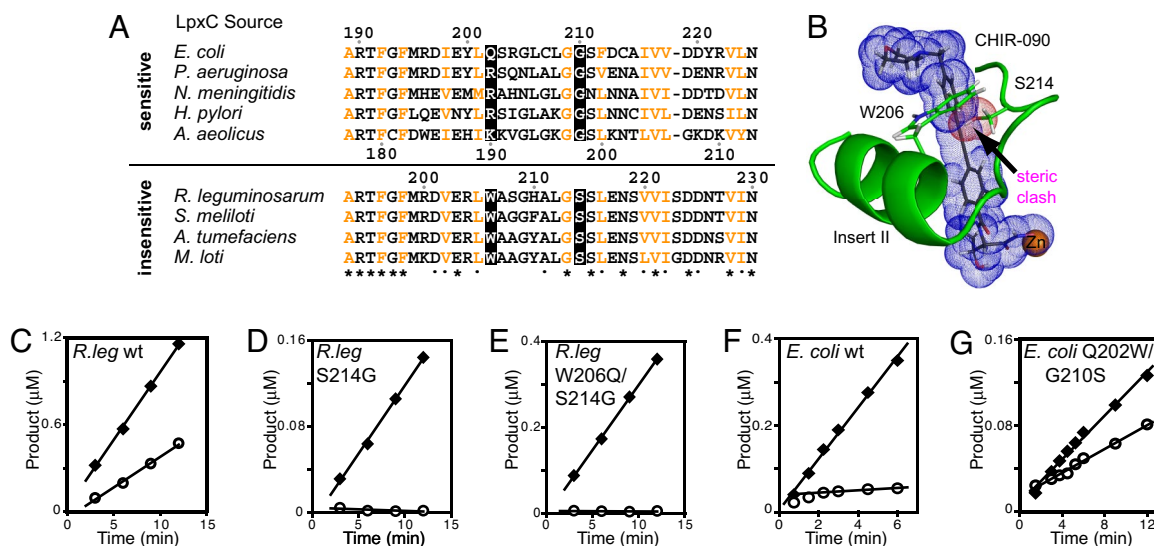 A
LpxC Source
190 200 210 220
sensitive
E. coli ARTFGFMRDIEYLQSRGLCLGGSFDCAIVV-DDYRVLN
P. aeruginosa ARTFGFMRDIEYLRSQNLALGGSVENAIVV-DENRVLN
N. meningitidis ARTFGFMHEVEMMRAHNLGLGGNLNNAIVI-DDTDVLN
H. pylori ARTFGFLQEVNYLRSIGLAKGGSLNNCIVL-DENSVLN
A. aeolicus ARTFCFDWEIEHIKKVGLGKGGSLKNTLVL-GKDKVYN
180 190 200 210
200 210 220 230
insensitive
R. leguminosarum ARTFGFMRDVERLWASGHALGSSLENSVVISDDNTVIN
S. meliloti ARTFGFMRDVERLWAGGFALGSSLENSVVISDDNSVIN
A. tumefaciens ARTFGFMRDVERLWAAGYALGSSLENSVVISDDNSVIN
M. loti ARTFGFMKDVERLWAAGYALGSSLENSLVIGDDNSVIN
B
CHIR-090
S214
W206
steric
clash
Insert II
Zn
C
R.leg wt
Product (µM)
1.2
0.6
0
0 5 10 15
Time (min)
D
R.leg
S214G
Product (µM)
0.16
0.08
0
0 5 10 15
Time (min)
E
R.leg
W206Q/
S214G
Product (µM)
0.4
0.2
0
0 5 10 15
Time (min)
F
E. coli wt
Product (µM)
0.4
0.2
0
0 2 4 6
Time (min)
G
E. coli Q202W/
G210S
Product (µM)
0.16
0.08
0
0 4 8 12
Time (min)